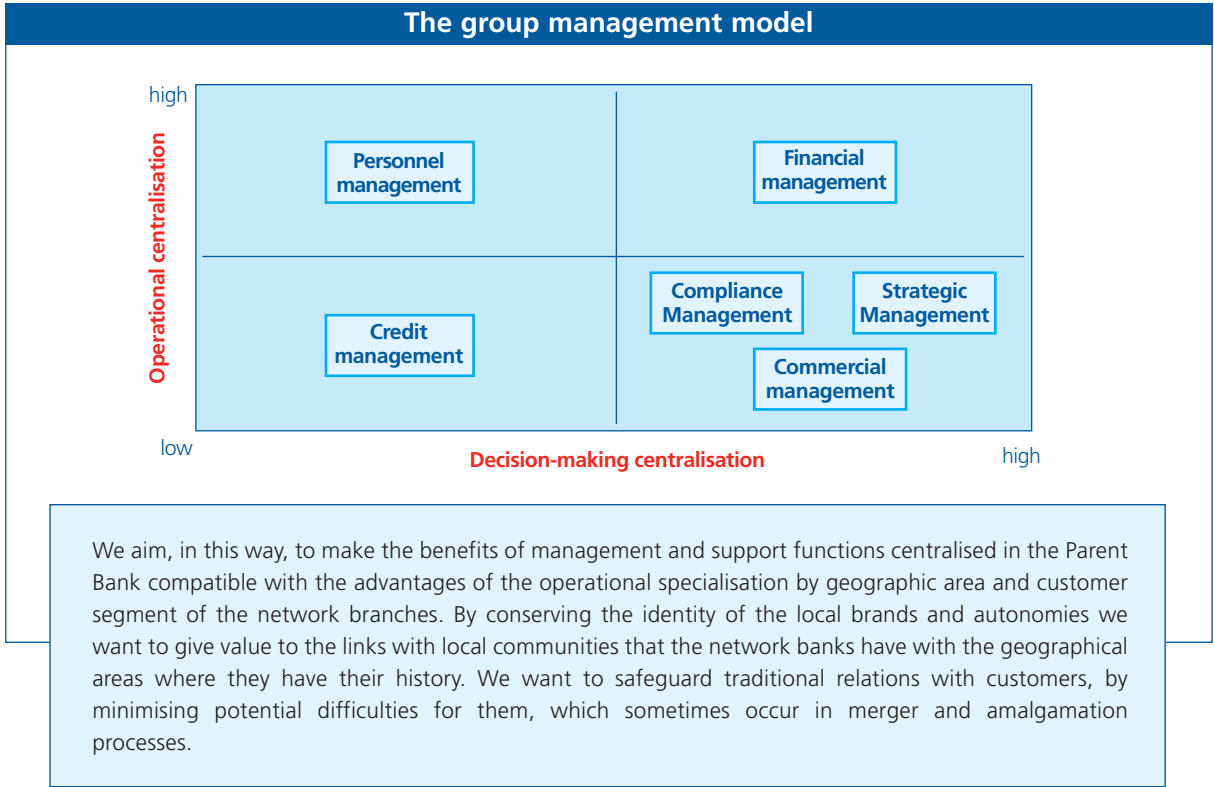 The group management model
high
Operational centralisation
Personnel
management
Financial
management
Credit
management
Compliance
Management
Strategic
Management
Commercial
management
low
Decision-making centralisation
high
We aim, in this way, to make the benefits of management and support functions centralised in the Parent
Bank compatible with the advantages of the operational specialisation by geographic area and customer
segment of the network branches. By conserving the identity of the local brands and autonomies we
want to give value to the links with local communities that the network banks have with the geographical
areas where they have their history. We want to safeguard traditional relations with customers, by
minimising potential difficulties for them, which sometimes occur in merger and amalgamation
processes.